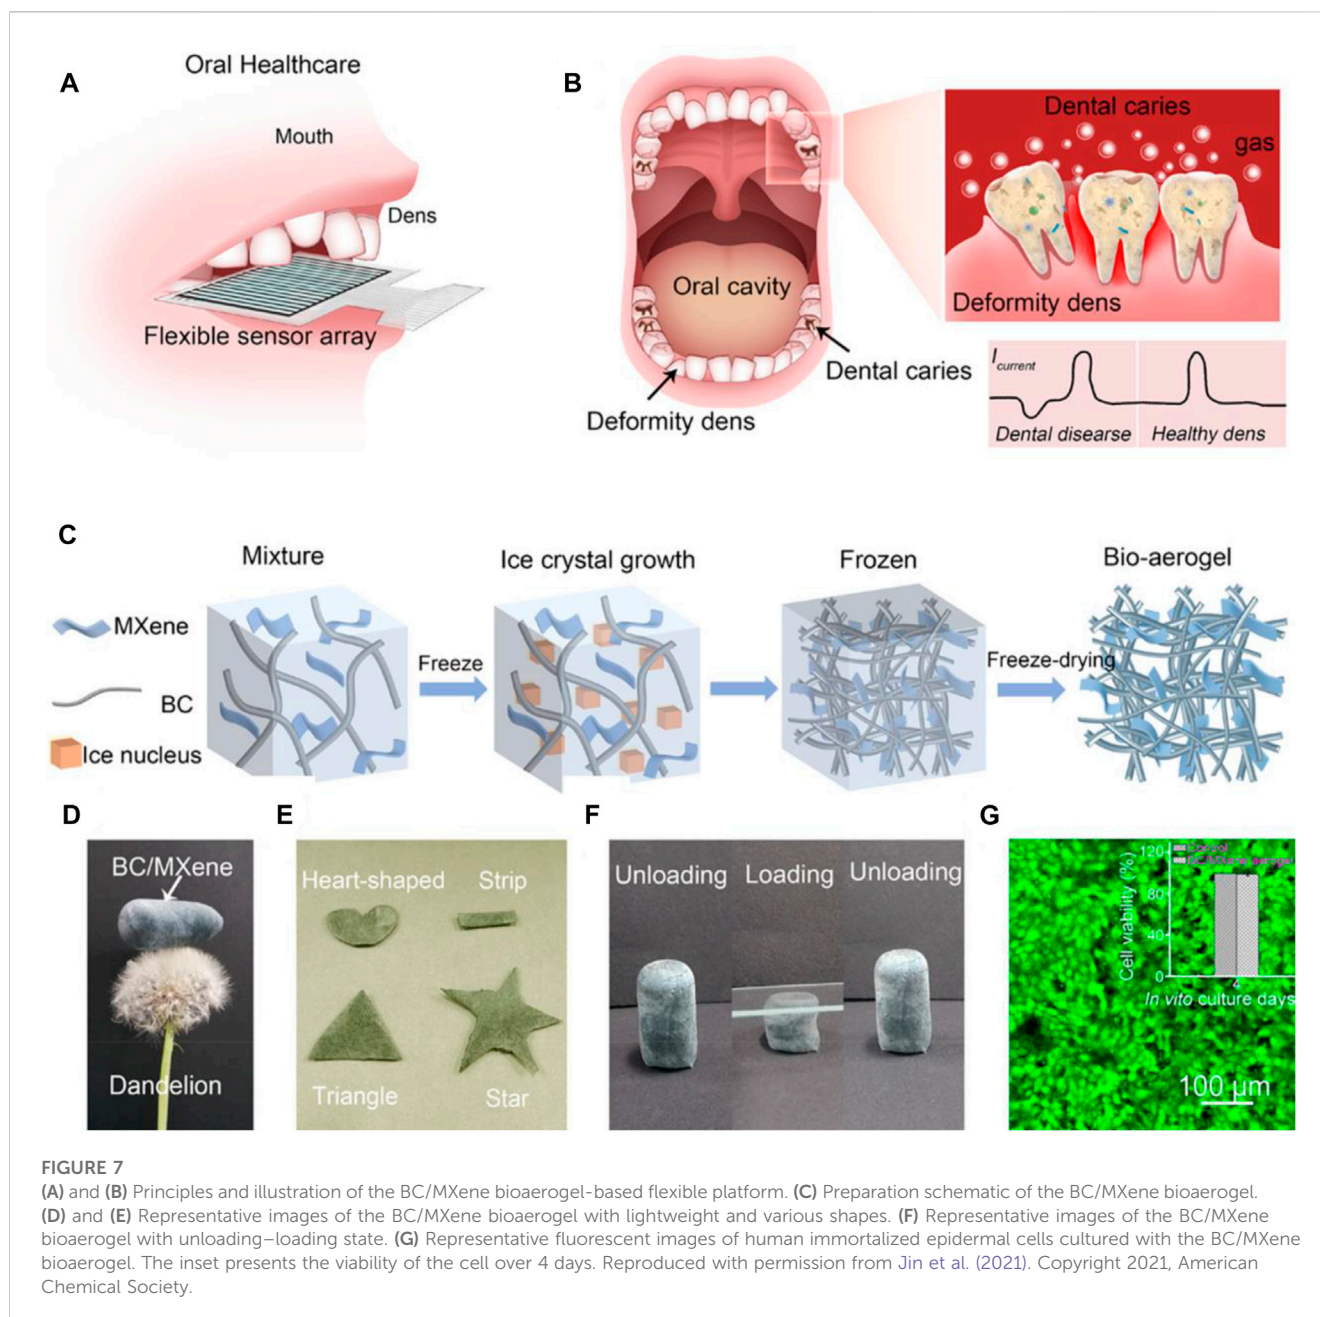 A
Oral Healthcare
Mouth
Dens
Flexible sensor array
B
Oral cavity
Dental caries
Deformity dens
Dental caries
gas
Deformity dens
Icurrent
Dental disearse
Healthy dens
C
Mixture
Ice crystal growth
Frozen
Bio-aerogel
MXene
BC
Ice nucleus
Freeze
Freeze-drying
D
BC/MXene
Dandelion
E
Heart-shaped
Strip
Triangle
Star
F
Unloading
Loading
Unloading
G
Control
BC/MXene aerogel
Cell viability (%)
120
80
40
0
4
In vito culture days
100 μm
FIGURE 7
(A) and (B) Principles and illustration of the BC/MXene bioaerogel-based flexible platform. (C) Preparation schematic of the BC/MXene bioaerogel.
(D) and (E) Representative images of the BC/MXene bioaerogel with lightweight and various shapes. (F) Representative images of the BC/MXene
bioaerogel with unloading–loading state. (G) Representative fluorescent images of human immortalized epidermal cells cultured with the BC/MXene
bioaerogel. The inset presents the viability of the cell over 4 days. Reproduced with permission from Jin et al. (2021). Copyright 2021, American
Chemical Society.